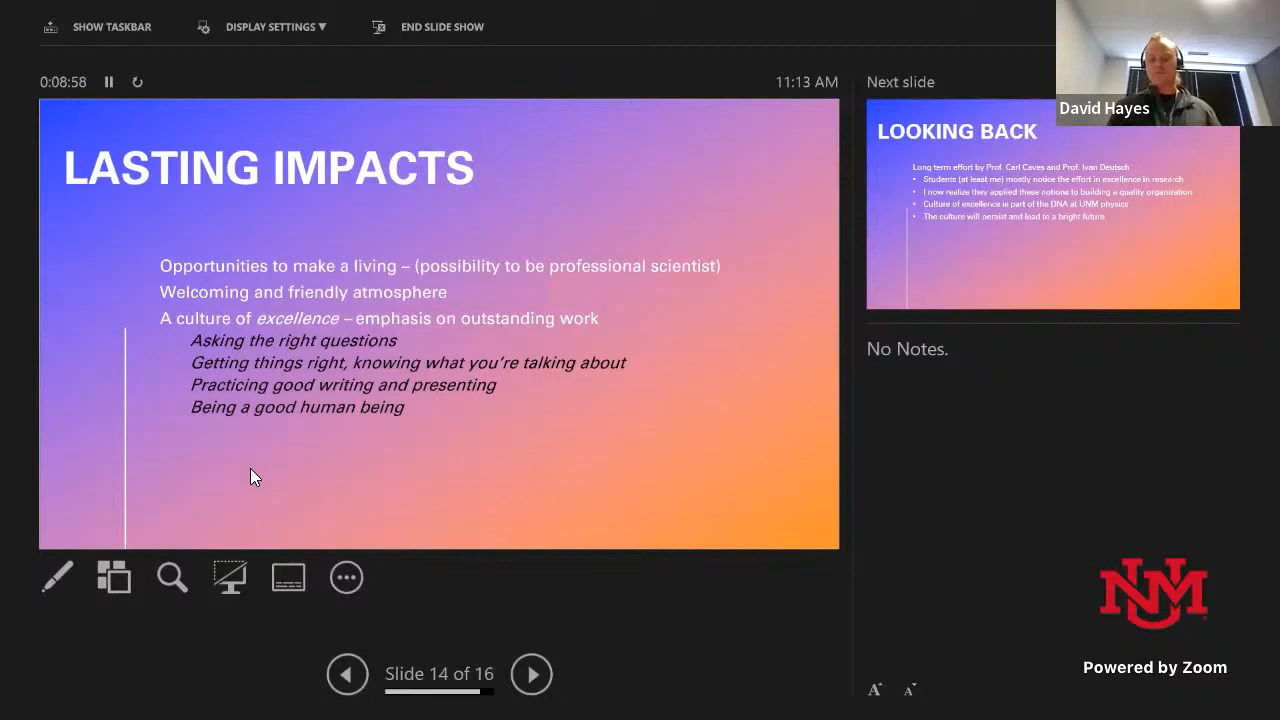 SHOW TASKBAR
DISPLAY SETTINGS ▼
END SLIDE SHOW
0:08:58
11:13 AM
LASTING IMPACTS
Opportunities to make a living – (possibility to be professional scientist)
Welcoming and friendly atmosphere
A culture of excellence – emphasis on outstanding work
Asking the right questions
Getting things right, knowing what you're talking about
Practicing good writing and presenting
Being a good human being
Slide 14 of 16
Next slide
David Hayes
LOOKING BACK
Long term effort by Prof. Carl Caves and Prof. Ivan Deutsch
• Students (at least me) mostly notice the effort in excellence in research
• I now realize they applied these notions to building a quality organization
• Culture of excellence is part of the DNA at UNM physics
• The culture will persist and lead to a bright future
No Notes.
UNM
Powered by Zoom
A A